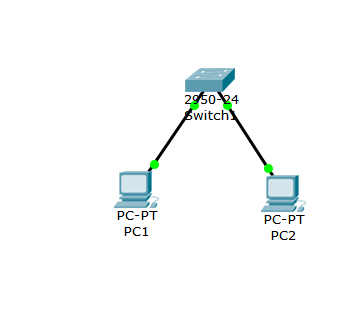 2950-24
Switch1
PC-PT
PC1
PC-PT
PC2